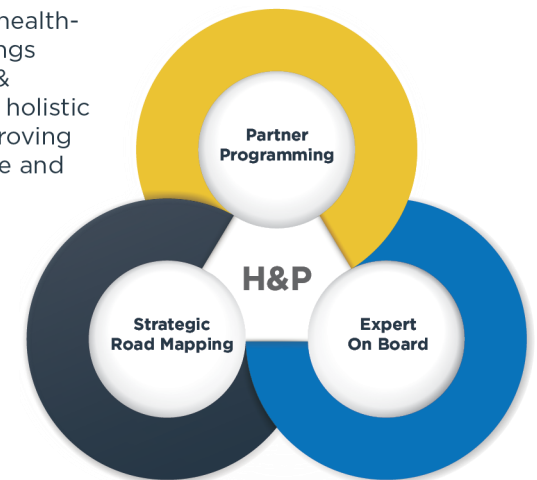 health-
ngs
&
holistic
roving
e and
Partner
Programming
H&P
Strategic
Road Mapping
Expert
On Board